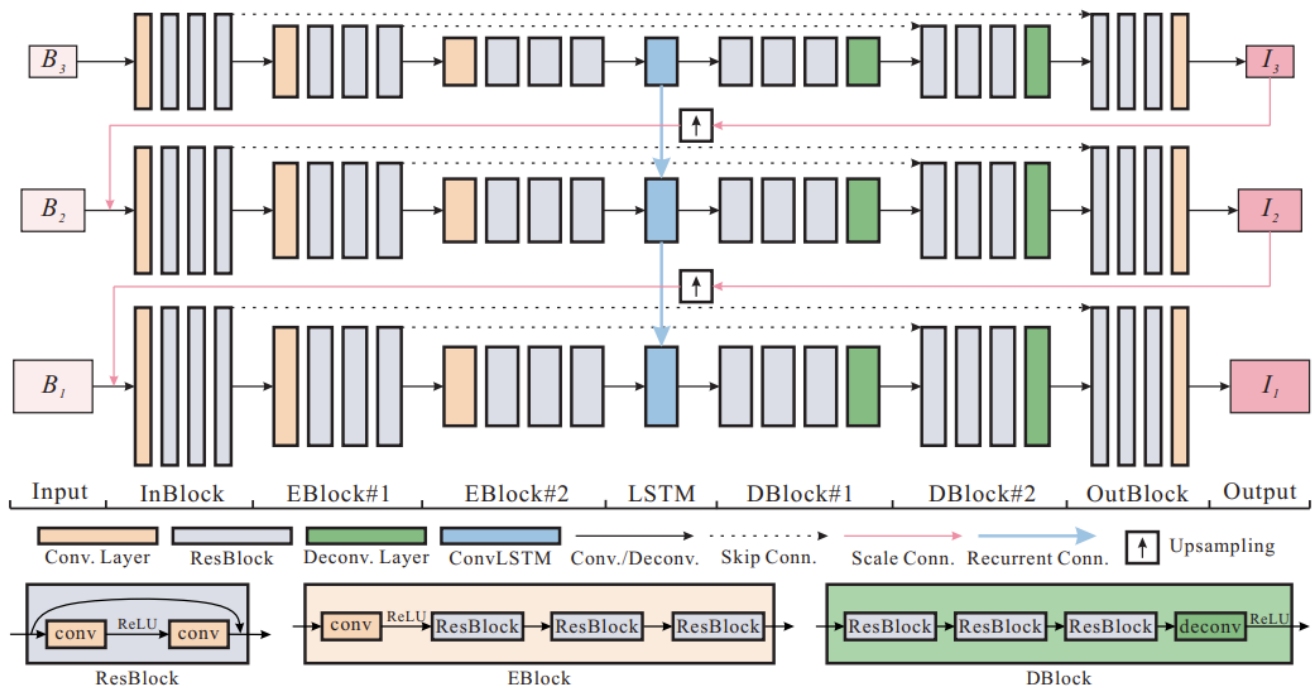 B₃
I₃
B₂
I₂
B₁
I₁
Input InBlock EBlock#1 EBlock#2 LSTM DBlock#1 DBlock#2 OutBlock Output
Conv. Layer ResBlock Deconv. Layer ConvLSTM Conv./Deconv. Skip Conn. Scale Conn. Recurrent Conn. Upsampling
conv ReLU conv
ResBlock
conv ReLU ResBlock ResBlock ResBlock
EBlock
ResBlock ResBlock ResBlock deconv ReLU
DBlock